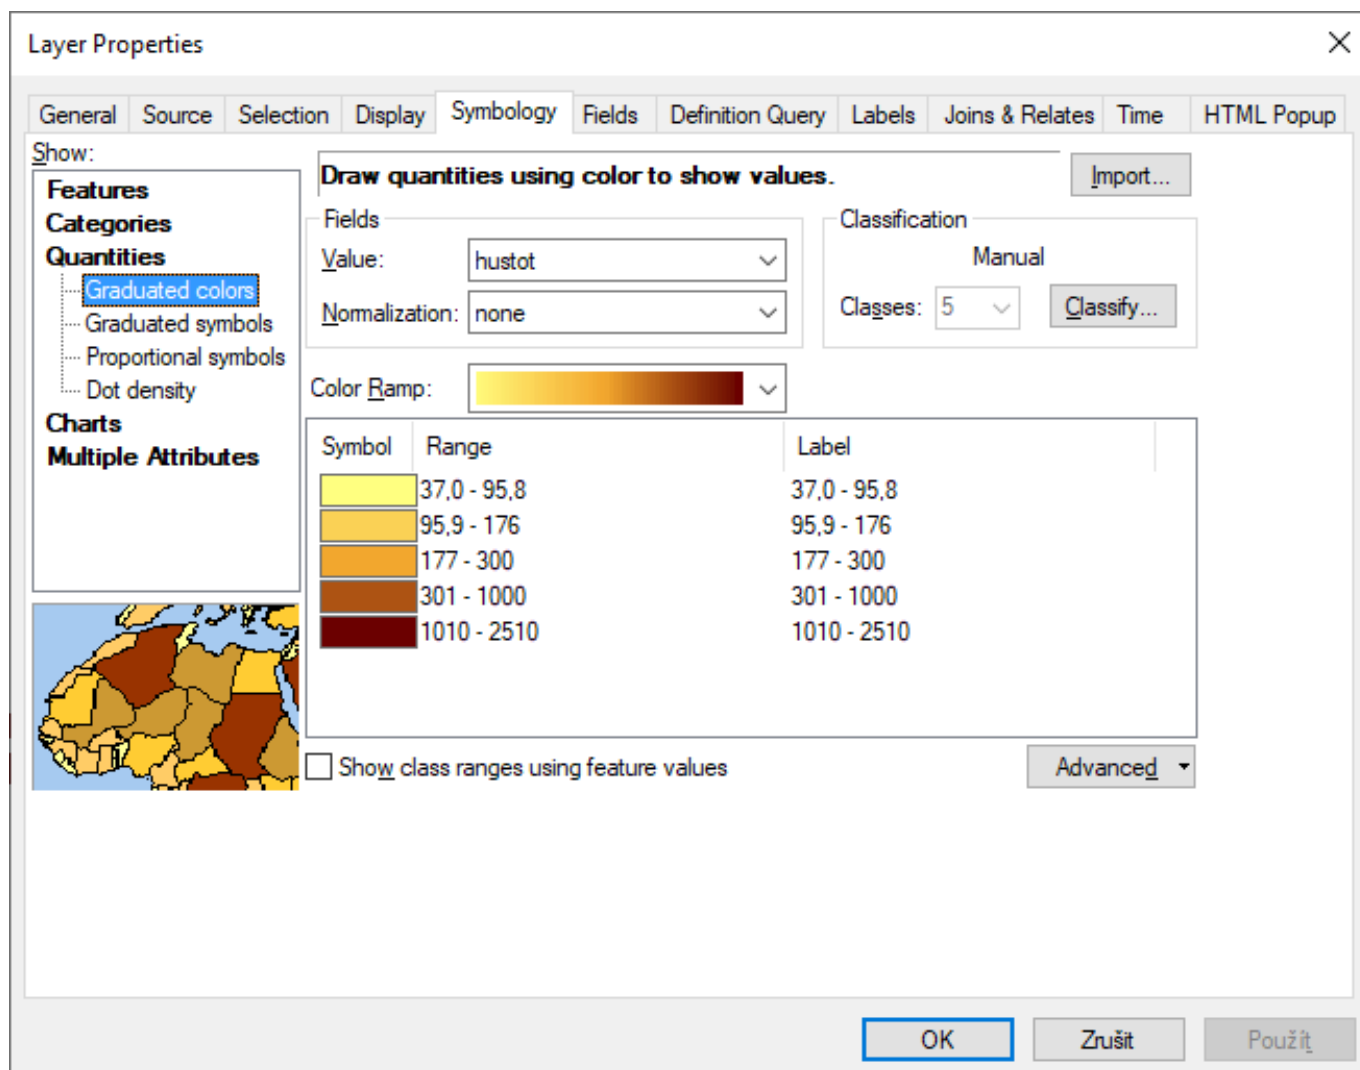 Layer Properties
General Source Selection Display Symbology Fields Definition Query Labels Joins & Relates Time HTML Popup
Show:
Features
Categories
Quantities
Graduated colors
Graduated symbols
Proportional symbols
Dot density
Charts
Multiple Attributes
Draw quantities using color to show values.
Import...
Fields
Value: hustot
Normalization: none
Classification
Manual
Classes: 5 Classify...
Color Ramp:
Symbol Range Label
37,0 - 95,8 37,0 - 95,8
95,9 - 176 95,9 - 176
177 - 300 177 - 300
301 - 1000 301 - 1000
1010 - 2510 1010 - 2510
Show class ranges using feature values
Advanced
OK Zrušit Použít